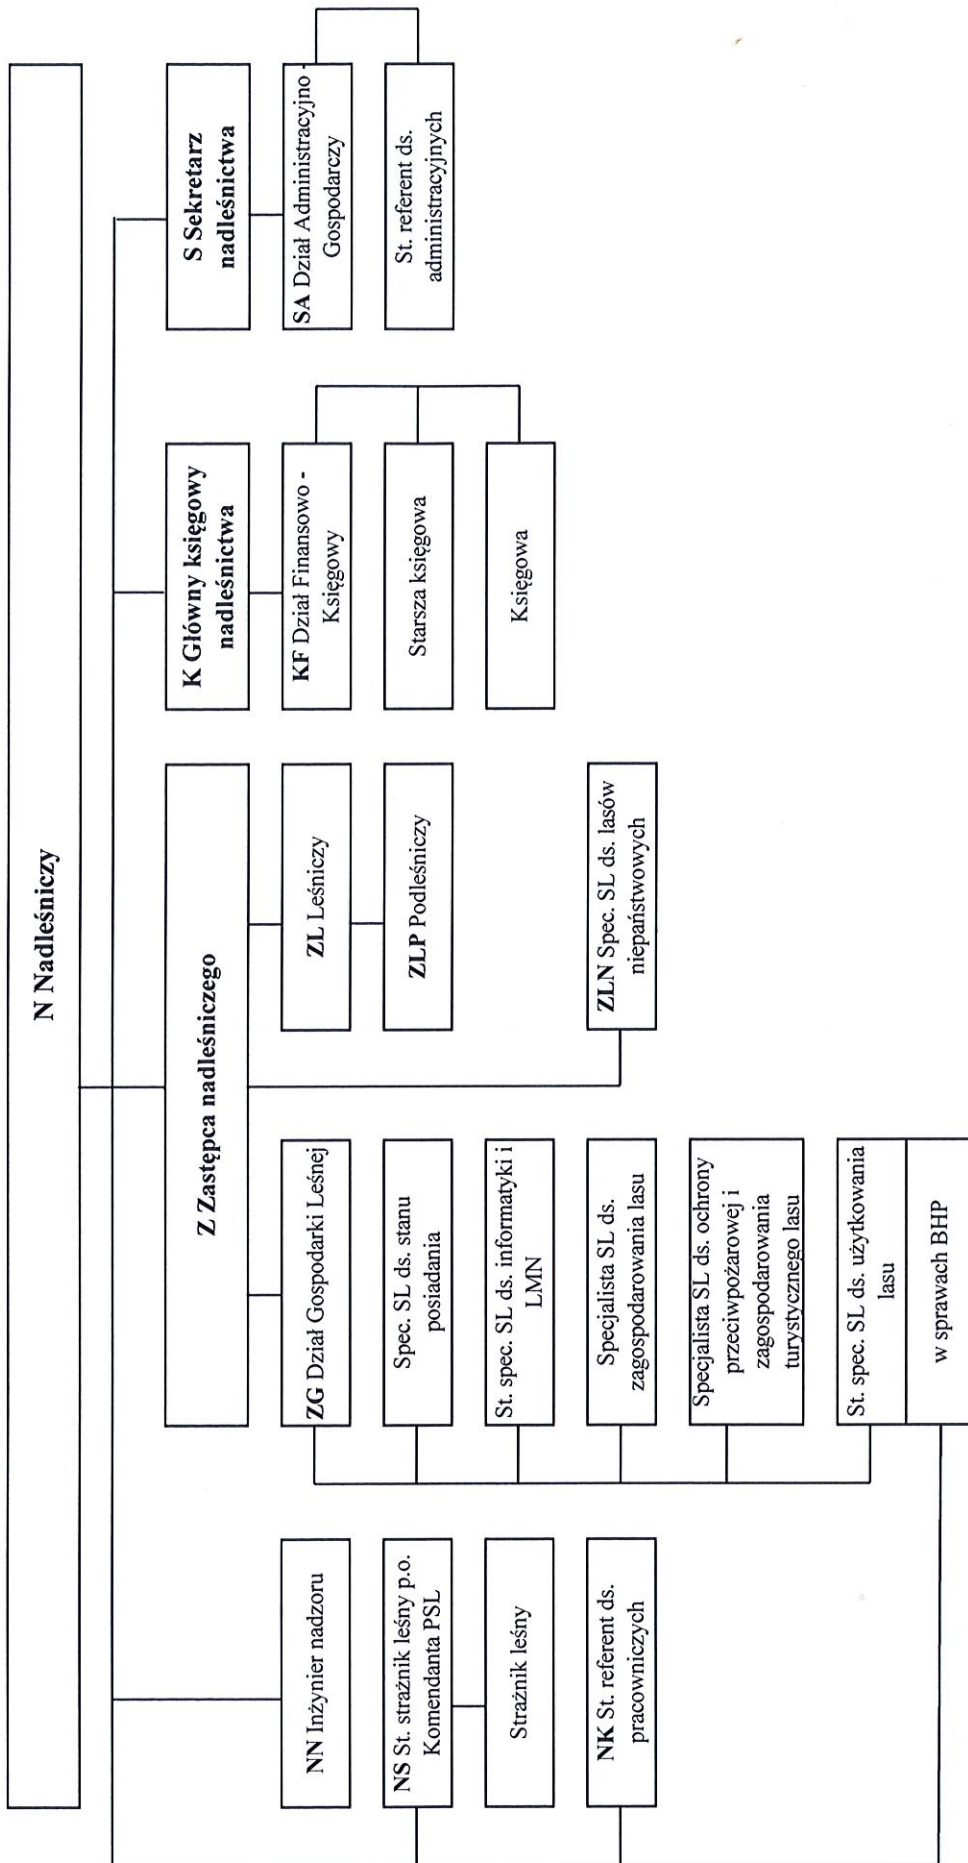 N Nadleśniczy
NN Inżynier nadzoru
NS St. strażnik leśny p.o.
Komendanta PSL
Strażnik leśny
NK St. referent ds.
pracowniczych
Z Zastępca nadleśniczego
ZG Dział Gospodarki Leśnej
Spec. SL ds. stanu
posiadania
St. spec. SL ds. informatyki i
LMN
Specjalista SL ds.
zagospodarowania lasu
Specjalista SL ds. ochrony
przeciwpożarowej i
zagospodarowania
turystycznego lasu
St. spec. SL ds. użytkowania
lasu
w sprawach BHP
ZL Leśniczy
ZLP Podleśniczy
ZLN Spec. SL ds. lasów
niepaństwowych
K Główny księgowy
nadleśnictwa
KF Dział Finansowo -
Księgowy
Starsza księgowa
Księgowa
S Sekretarz
nadleśnictwa
SA Dział Administracyjno -
Gospodarczy
St. referent ds.
administracyjnych